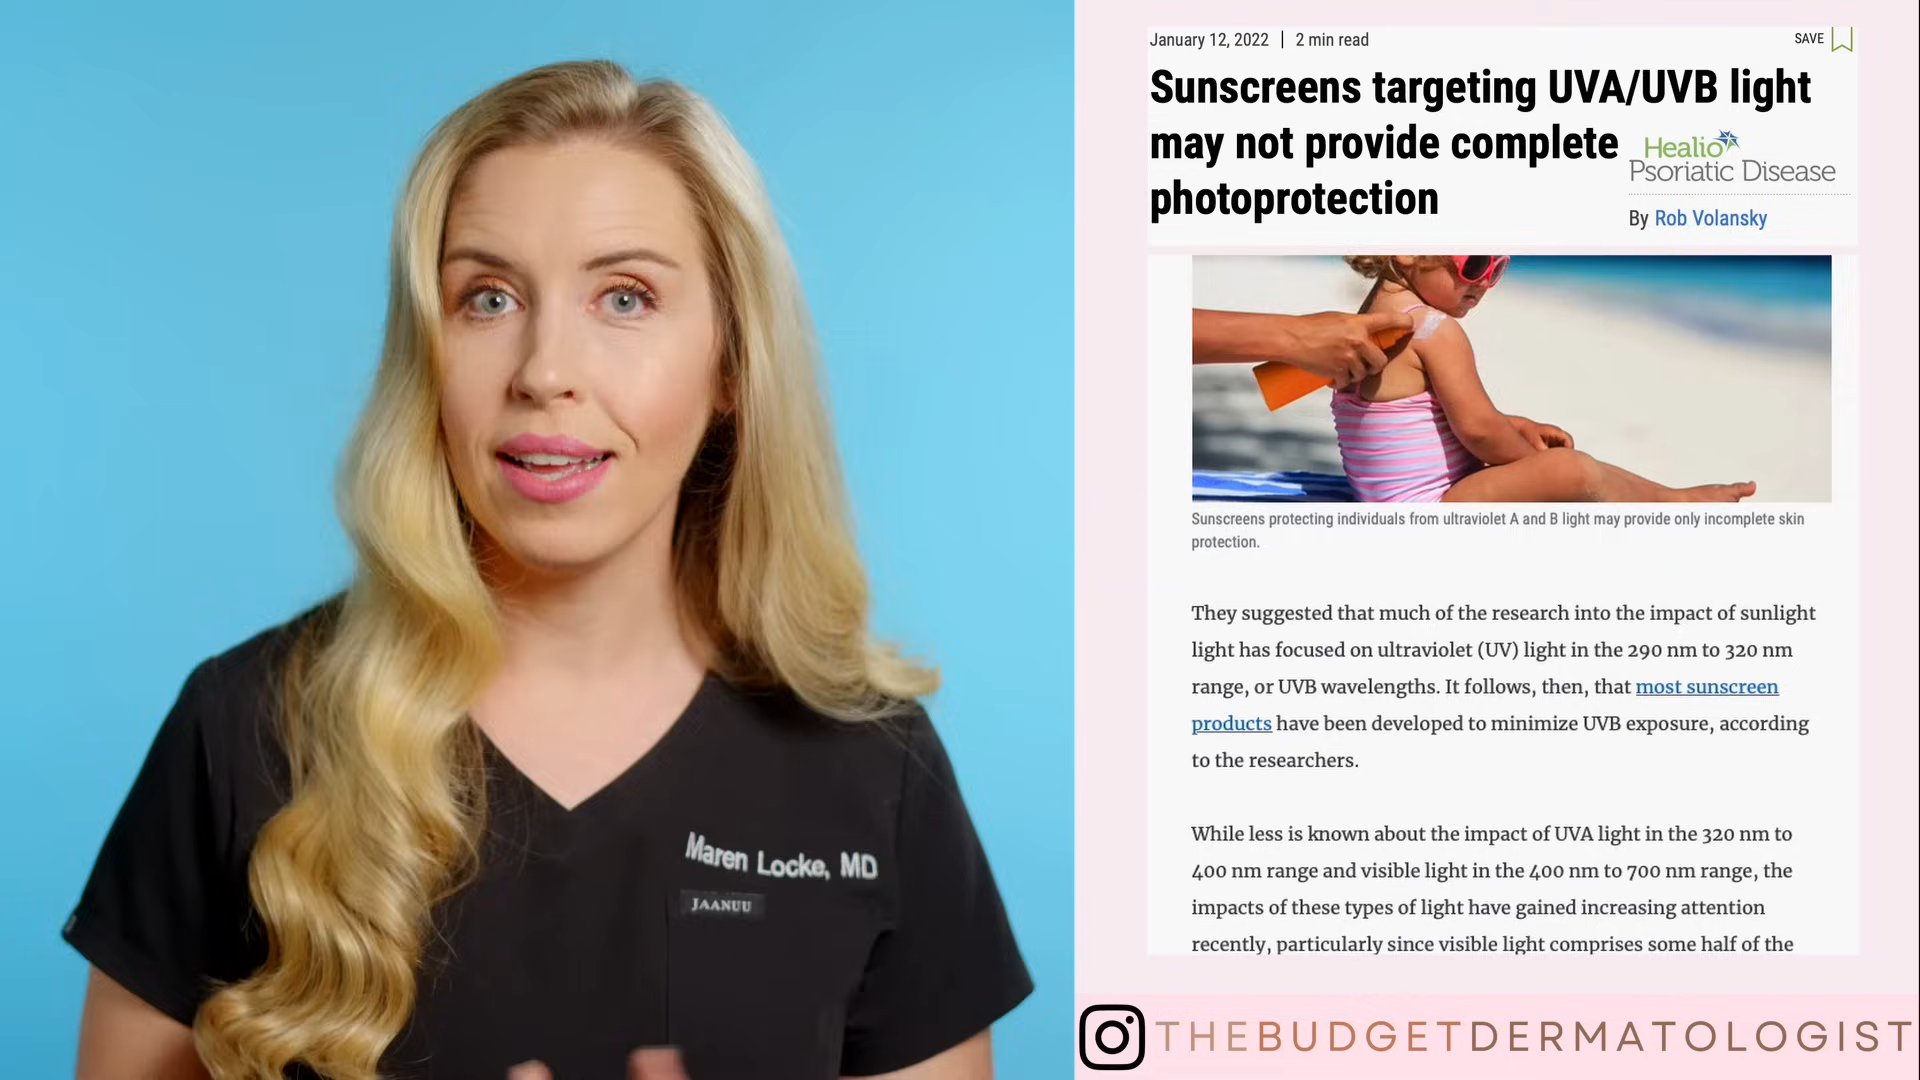 January 12, 2022 | 2 min read
SAVE
Sunscreens targeting UVA/UVB light
may not provide complete
photoprotection
Healio
Psoriatic Disease
By Rob Volansky
Sunscreens protecting individuals from ultraviolet A and B light may provide only incomplete skin
protection.
They suggested that much of the research into the impact of sunlight
light has focused on ultraviolet (UV) light in the 290 nm to 320 nm
range, or UVB wavelengths. It follows, then, that most sunscreen
products have been developed to minimize UVB exposure, according
to the researchers.
While less is known about the impact of UVA light in the 320 nm to
400 nm range and visible light in the 400 nm to 700 nm range, the
impacts of these types of light have gained increasing attention
recently, particularly since visible light comprises some half of the
Maren Locke, MD
JAANUU
THEBUDGETDERMATOLOGIST